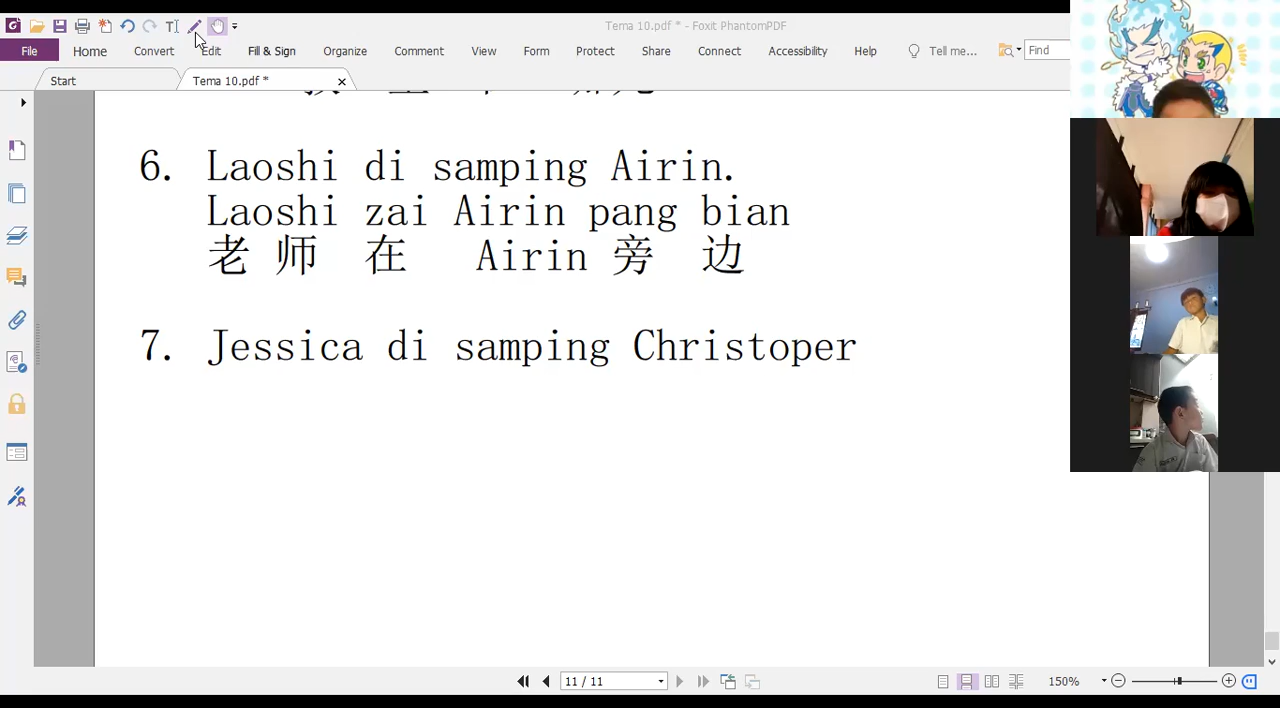 Tema 10.pdf * - Foxit PhantomPDF
File Home Convert Edit Fill & Sign Organize Comment View Form Protect Share Connect Accessibility Help Tell me... Find
Start Tema 10.pdf *
6. Laoshi di samping Airin.
Laoshi zai Airin pang bian
老 师 在 Airin 旁 边
7. Jessica di samping Christoper
11 / 11 150%